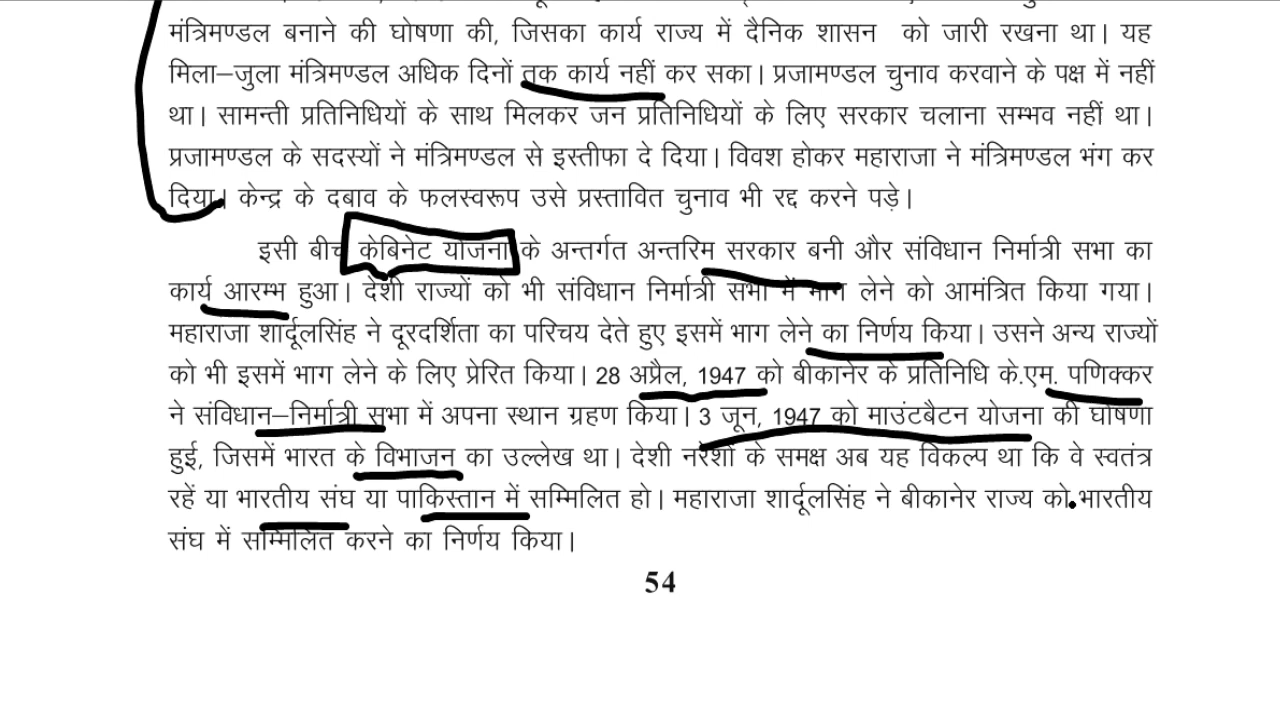 मंत्रिमण्डल बनाने की घोषणा की, जिसका कार्य राज्य में दैनिक शासन को जारी रखना था। यह
मिला–जुला मंत्रिमण्डल अधिक दिनों तक कार्य नहीं कर सका। प्रजामण्डल चुनाव करवाने के पक्ष में नहीं
था। सामन्ती प्रतिनिधियों के साथ मिलकर जन प्रतिनिधियों के लिए सरकार चलाना सम्भव नहीं था।
प्रजामण्डल के सदस्यों ने मंत्रिमण्डल से इस्तीफा दे दिया। विवश होकर महाराजा ने मंत्रिमण्डल भंग कर
दिया। केन्द्र के दबाव के फलस्वरूप उसे प्रस्तावित चुनाव भी रद्द करने पड़े।
इसी बीच केबिनेट योजना के अन्तर्गत अन्तरिम सरकार बनी और संविधान निर्मात्री सभा का
कार्य आरम्भ हुआ। देशी राज्यों को भी संविधान निर्मात्री सभा में भाग लेने को आमंत्रित किया गया।
महाराजा शार्दूलसिंह ने दूरदर्शिता का परिचय देते हुए इसमें भाग लेने का निर्णय किया। उसने अन्य राज्यों
को भी इसमें भाग लेने के लिए प्रेरित किया। 28 अप्रैल, 1947 को बीकानेर के प्रतिनिधि के.एम. पणिक्कर
ने संविधान–निर्मात्री सभा में अपना स्थान ग्रहण किया। 3 जून, 1947 को माउंटबैटन योजना की घोषणा
हुई, जिसमें भारत के विभाजन का उल्लेख था। देशी नरेशों के समक्ष अब यह विकल्प था कि वे स्वतंत्र
रहें या भारतीय संघ या पाकिस्तान में सम्मिलित हो। महाराजा शार्दूलसिंह ने बीकानेर राज्य को भारतीय
संघ में सम्मिलित करने का निर्णय किया।
54